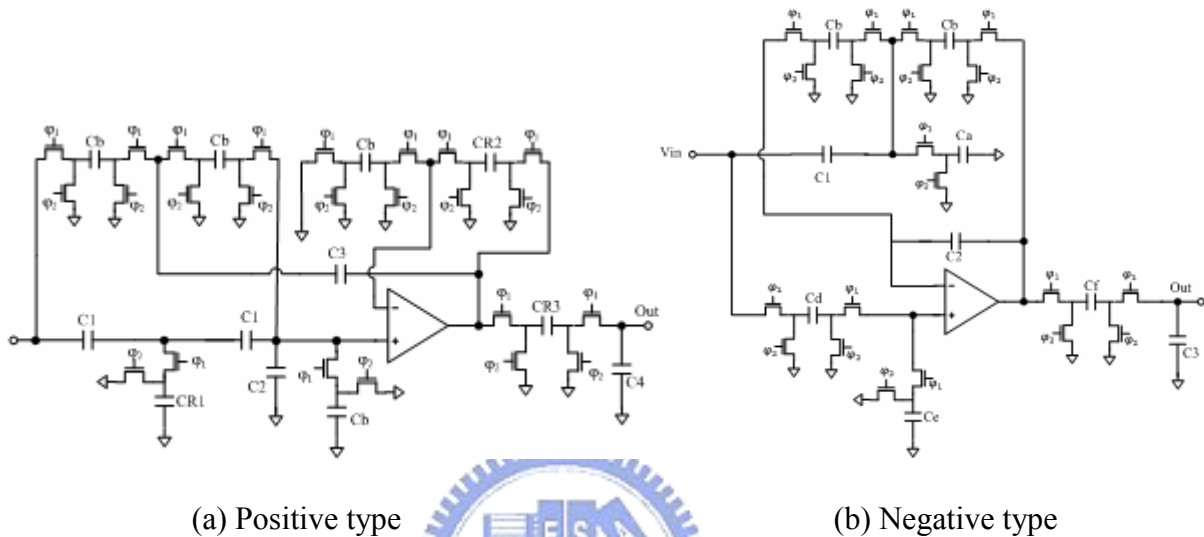 φ₁ Cb φ₁ φ₁ Cb φ₁
φ₂ φ₂ φ₂ φ₂
φ₁ Cb φ₁ φ₁ CR2 φ₁
φ₂ φ₂ φ₂ φ₂
C3
C1
C1
φ₂ φ₁
CR1
C2
φ₁ φ₂
Cb
-
+
φ₁ CR3 φ₁
φ₂ φ₂
Out
C4
(a) Positive type
φ₁ Cb φ₁ φ₁ Cb φ₁
φ₂ φ₂ φ₂ φ₂
Vin
C1
φ₁ Ca
φ₂
C2
-
+
φ₁ Cd φ₁
φ₂ φ₂
φ₂ φ₁
Ce
φ₁ Cf φ₁
φ₂ φ₂
Out
C3
(b) Negative type